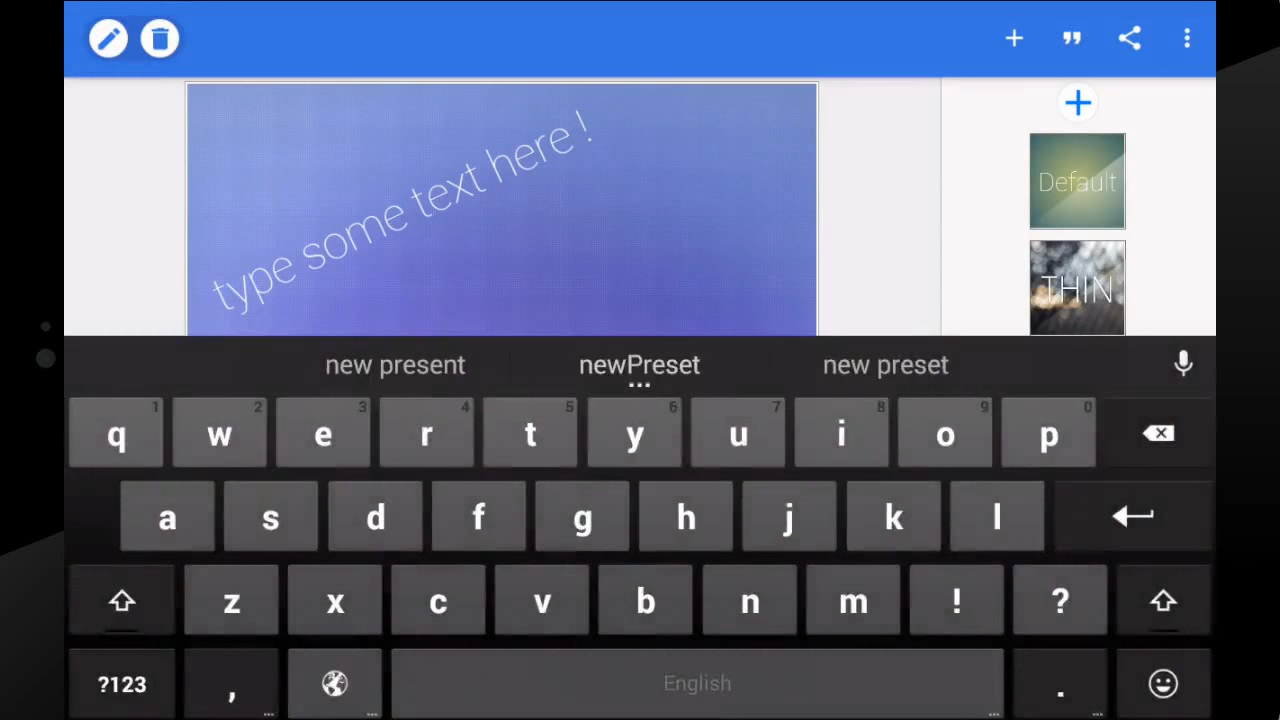 type some text here !
Default
THIN
new present newPreset new preset
q 1 w 2 e 3 r 4 t 5 y 6 u 7 i 8 o 9 p 0
a s d f g h j k l
z x c v b n m ! ?
?123 , English .